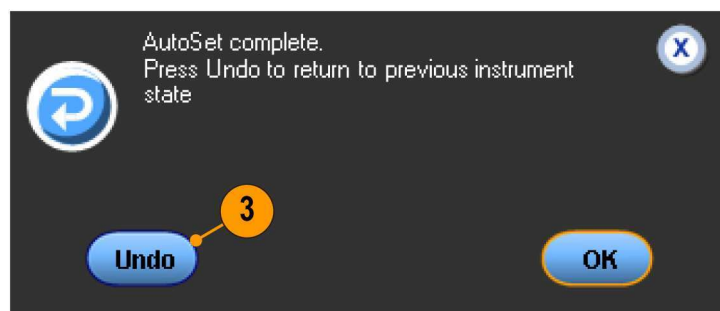 AutoSet complete.
Press Undo to return to previous instrument
state
X
3
Undo
OK